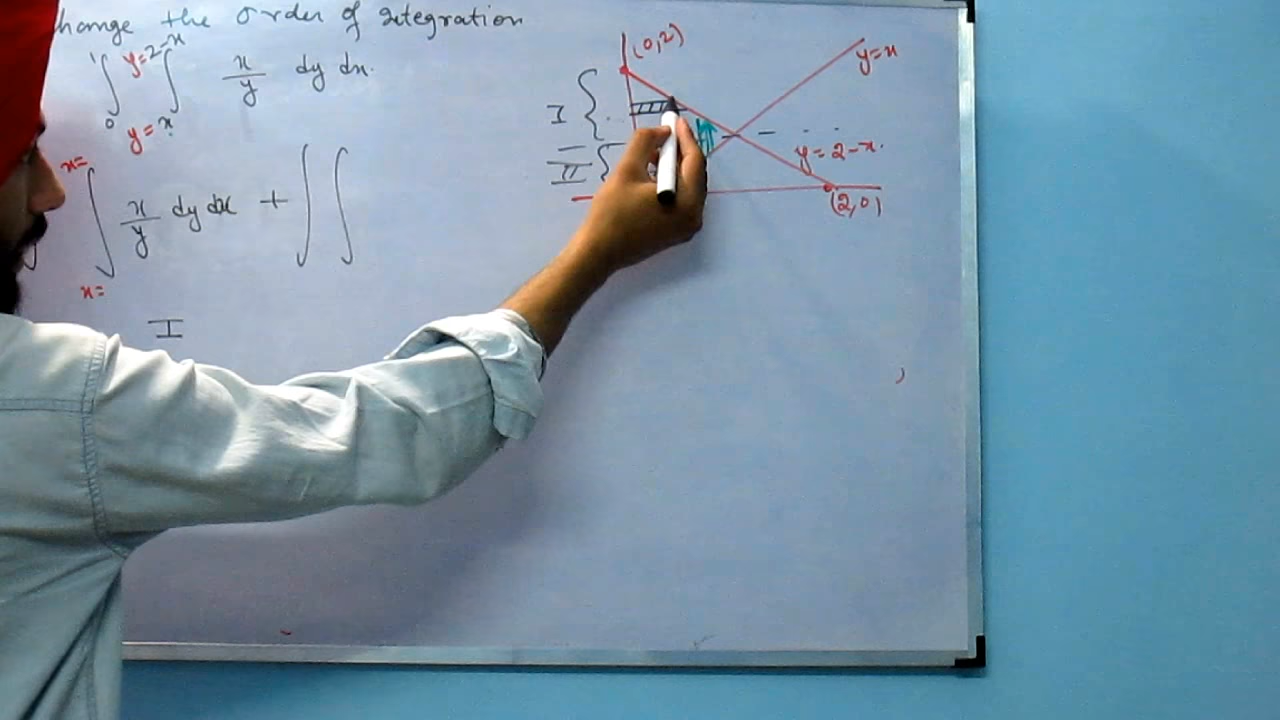 hange the order of integration
1 y=2-x
∫ ∫ x/y dy dx.
0 y=x
x=
∫ x/y dy dx + ∫ ∫
x=
I
(0,2)
y=x
I {
II {
y=2-x.
(2,0)